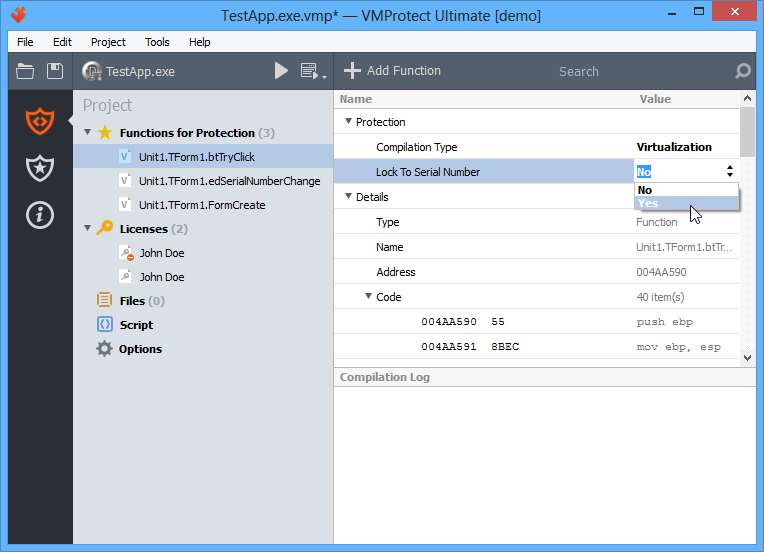 TestApp.exe.vmp* — VMProtect Ultimate [demo]
File Edit Project Tools Help
TestApp.exe Add Function Search
Project
Functions for Protection (3)
Unit1.TForm1.btTryClick
Unit1.TForm1.edSerialNumberChange
Unit1.TForm1.FormCreate
Licenses (2)
John Doe
John Doe
Files (0)
Script
Options
Name Value
Protection
Compilation Type Virtualization
Lock To Serial Number No
No
Yes
Details
Type Function
Name Unit1.TForm1.btTr...
Address 004AA590
Code 40 item(s)
004AA590 55 push ebp
004AA591 8BEC mov ebp, esp
Compilation Log